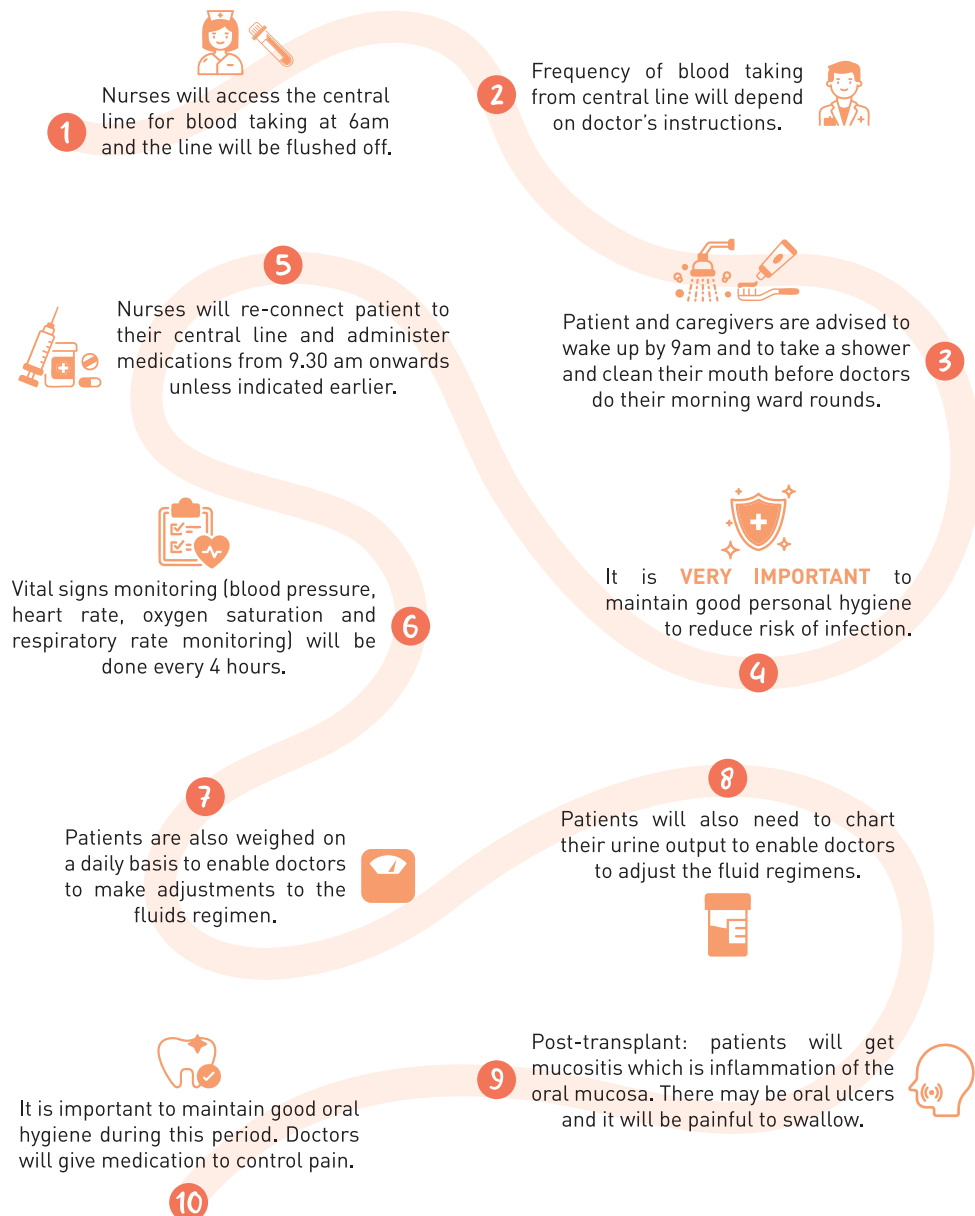 1
Nurses will access the central
line for blood taking at 6am
and the line will be flushed off.
2
Frequency of blood taking
from central line will depend
on doctor's instructions.
3
Patient and caregivers are advised to
wake up by 9am and to take a shower
and clean their mouth before doctors
do their morning ward rounds.
4
It is VERY IMPORTANT to
maintain good personal hygiene
to reduce risk of infection.
5
Nurses will re-connect patient to
their central line and administer
medications from 9.30 am onwards
unless indicated earlier.
6
Vital signs monitoring (blood pressure,
heart rate, oxygen saturation and
respiratory rate monitoring) will be
done every 4 hours.
7
Patients are also weighed on
a daily basis to enable doctors
to make adjustments to the
fluids regimen.
8
Patients will also need to chart
their urine output to enable doctors
to adjust the fluid regimens.
9
Post-transplant: patients will get
mucositis which is inflammation of the
oral mucosa. There may be oral ulcers
and it will be painful to swallow.
10
It is important to maintain good oral
hygiene during this period. Doctors
will give medication to control pain.